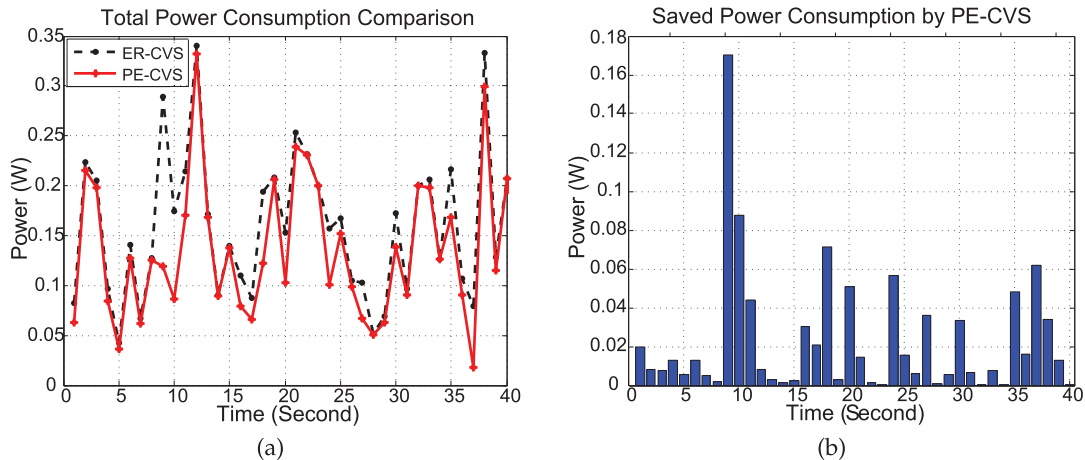 Total Power Consumption Comparison
0.35
0.3
0.25
0.2
0.15
0.1
0.05
0
Power (W)
ER-CVS
PE-CVS
0 5 10 15 20 25 30 35 40
Time (Second)
(a)
Saved Power Consumption by PE-CVS
0.18
0.16
0.14
0.12
0.10
0.08
0.06
0.04
0.02
0
Power (W)
0 5 10 15 20 25 30 35 40
Time (Second)
(b)